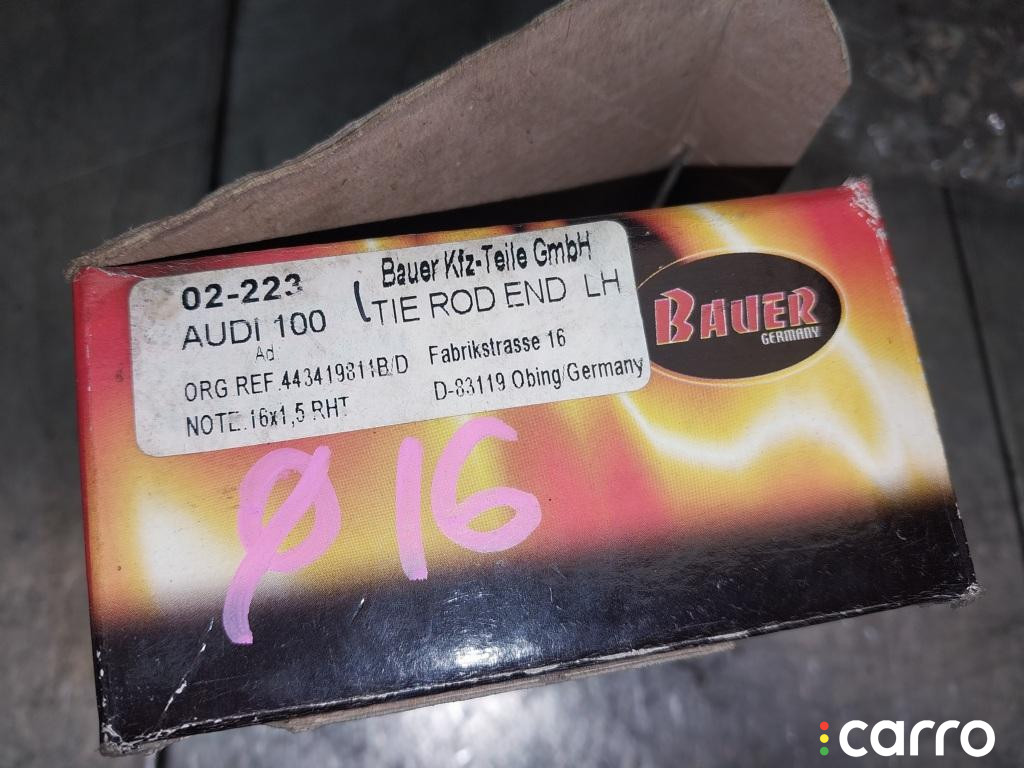 02-223
AUDI 100
Ad.
ORG REF.443419811B/D
NOTE.16x1,5 RHT
Bauer Kfz-Teile GmbH
TIE ROD END LH
Fabrikstrasse 16
D-83119 Obing/Germany
BAUER
GERMANY
Ø 16
carro